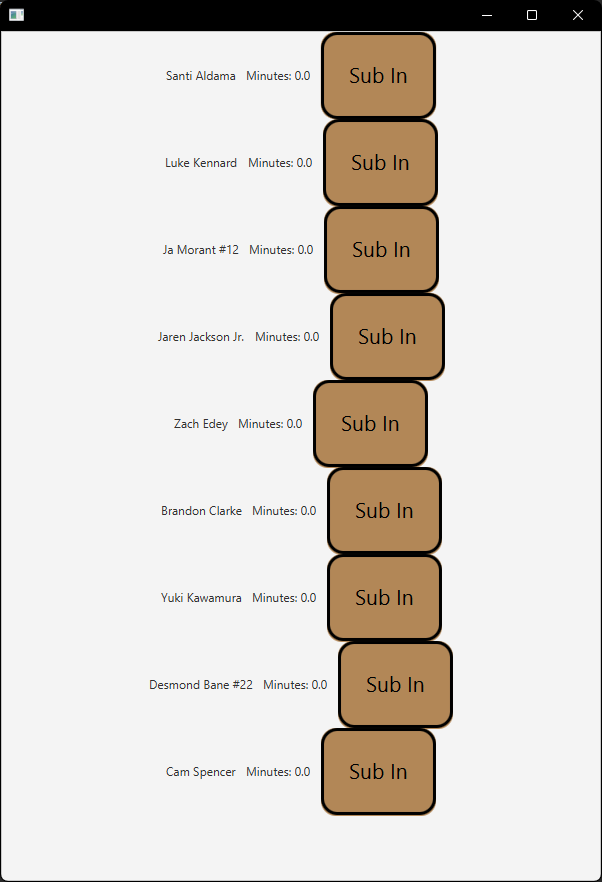 Santi Aldama Minutes: 0.0 Sub In
Luke Kennard Minutes: 0.0 Sub In
Ja Morant #12 Minutes: 0.0 Sub In
Jaren Jackson Jr. Minutes: 0.0 Sub In
Zach Edey Minutes: 0.0 Sub In
Brandon Clarke Minutes: 0.0 Sub In
Yuki Kawamura Minutes: 0.0 Sub In
Desmond Bane #22 Minutes: 0.0 Sub In
Cam Spencer Minutes: 0.0 Sub In